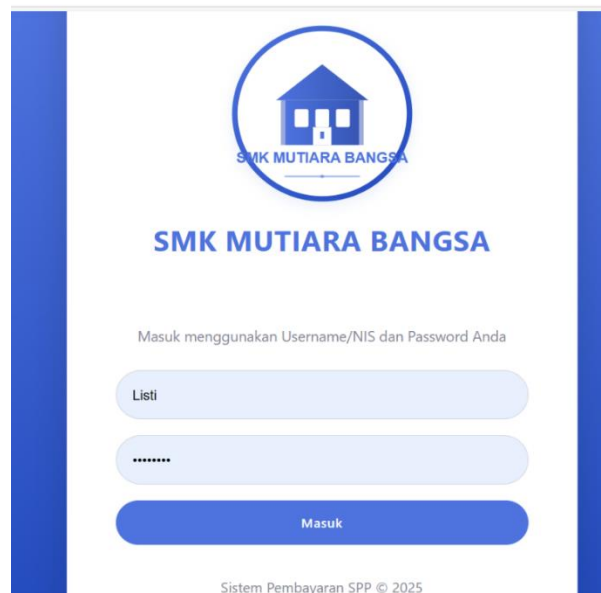 SMK MUTIARA BANGSA
SMK MUTIARA BANGSA
Masuk menggunakan Username/NIS dan Password Anda
Listi
••••••••
Masuk
Sistem Pembayaran SPP © 2025